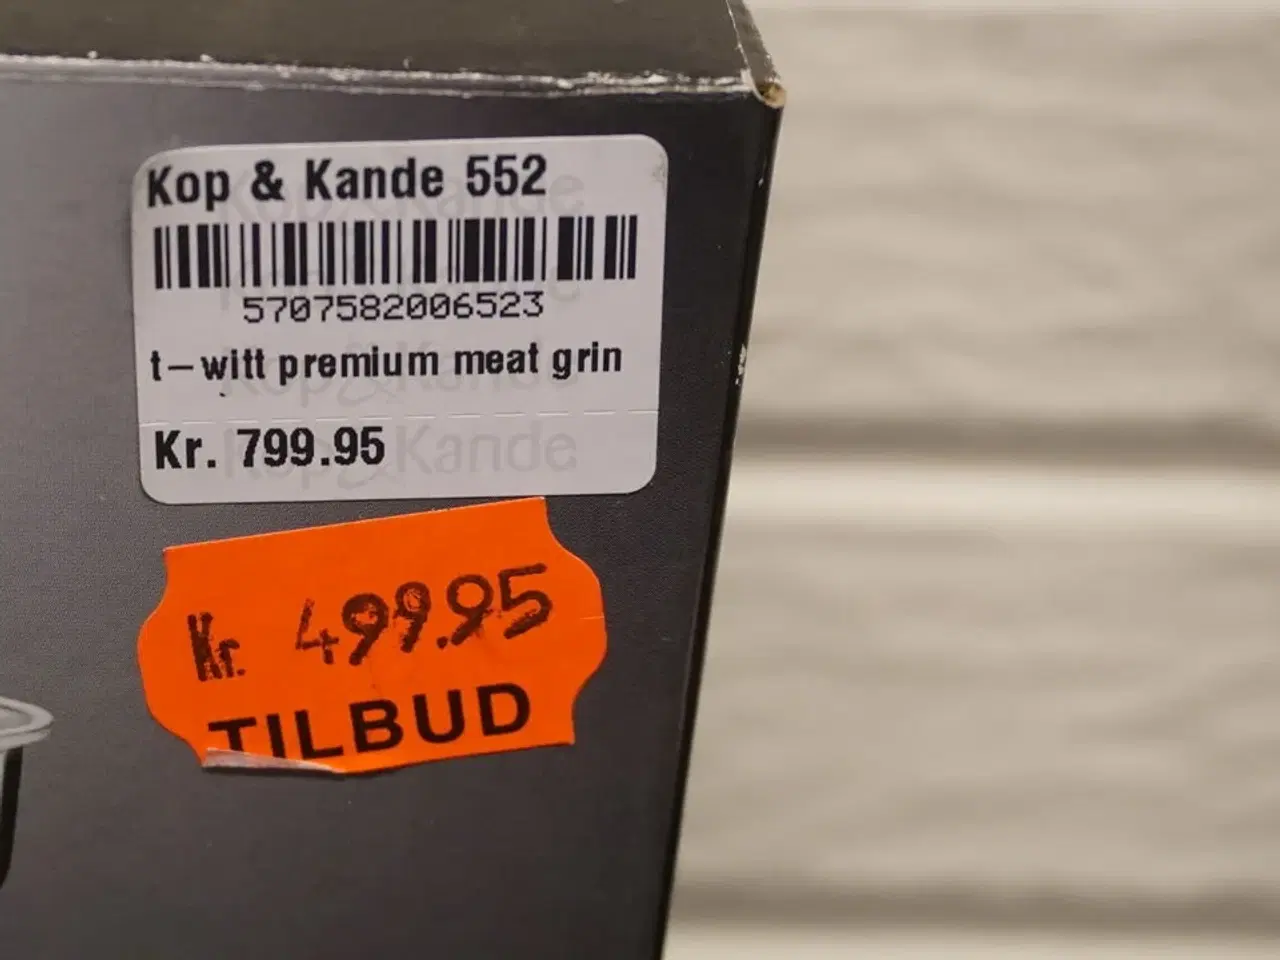 Kop & Kande 552
5707582006523
t-witt premium meat grin
Kr. 799.95
Kr. 499.95
TILBUD